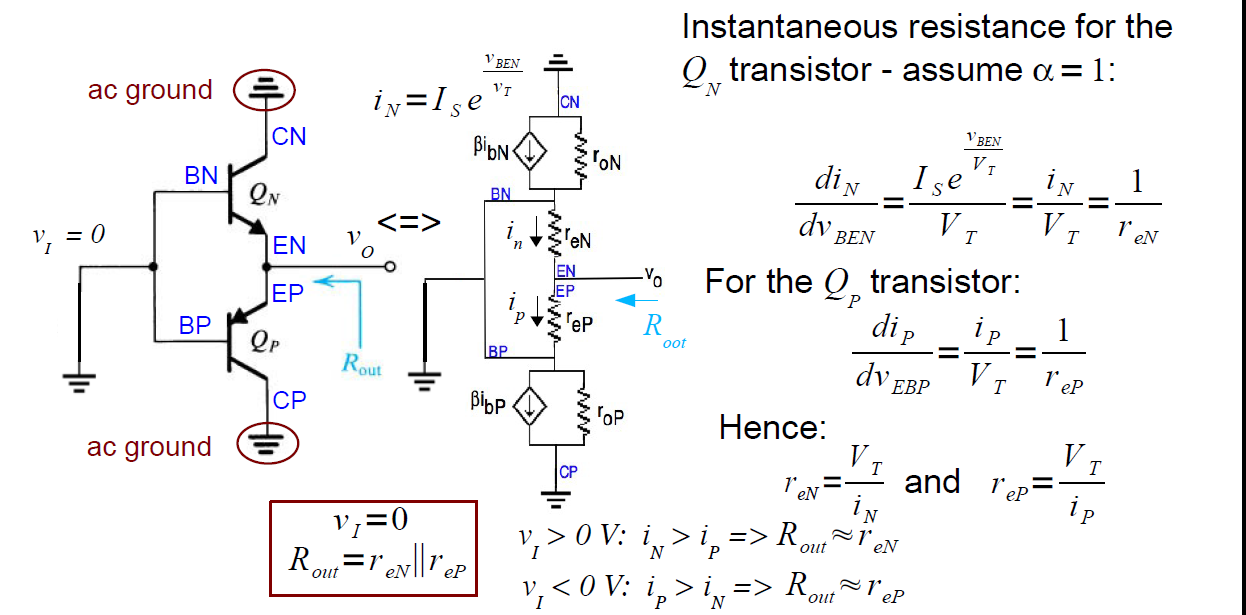 Instantaneous resistance for the
Q_N transistor - assume α = 1:
ac ground
CN
BN
Q_N
v_I = 0
EN
v_O
EP
BP
Q_P
R_out
CP
ac ground
<=>
i_N = I_S e^(v_BEN / v_T)
CN
βi_bN
r_oN
BN
i_n
r_eN
EN
v_O
EP
i_p
r_eP
R_oot
BP
βi_bP
r_oP
CP
di_N / dv_BEN = I_S e^(v_BEN / V_T) / V_T = i_N / V_T = 1 / r_eN
For the Q_P transistor:
di_P / dv_EBP = i_P / V_T = 1 / r_eP
Hence:
r_eN = V_T / i_N and r_eP = V_T / i_P
v_I = 0
R_out = r_eN || r_eP
v_I > 0 V: i_N > i_P => R_out ≈ r_eN
v_I < 0 V: i_P > i_N => R_out ≈ r_eP